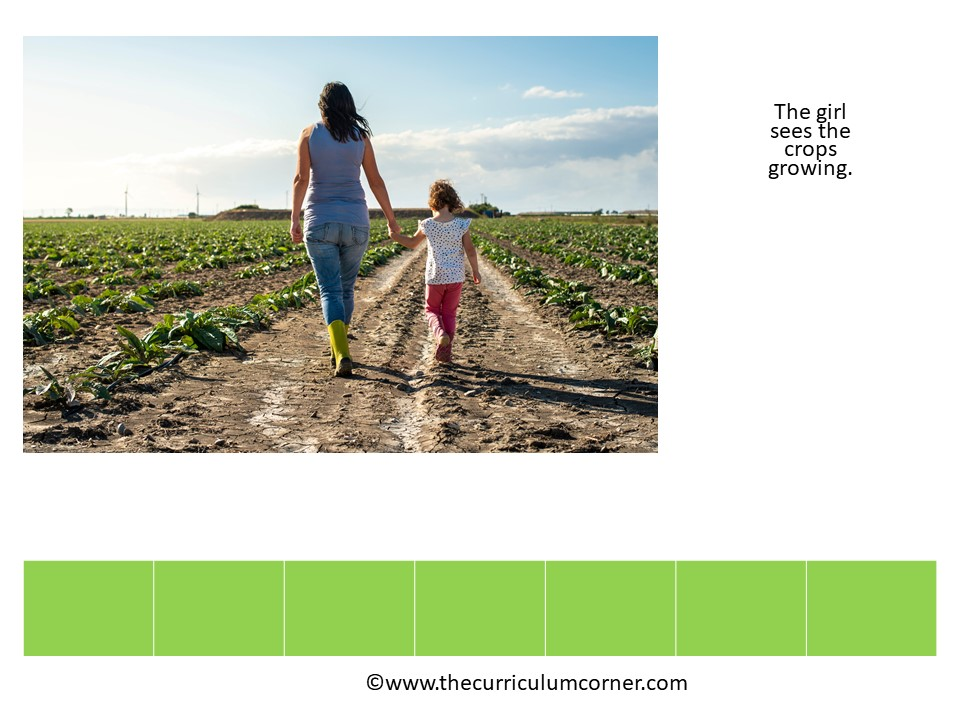 The girl
sees the
crops
growing.
©www.thecurriculumcorner.com